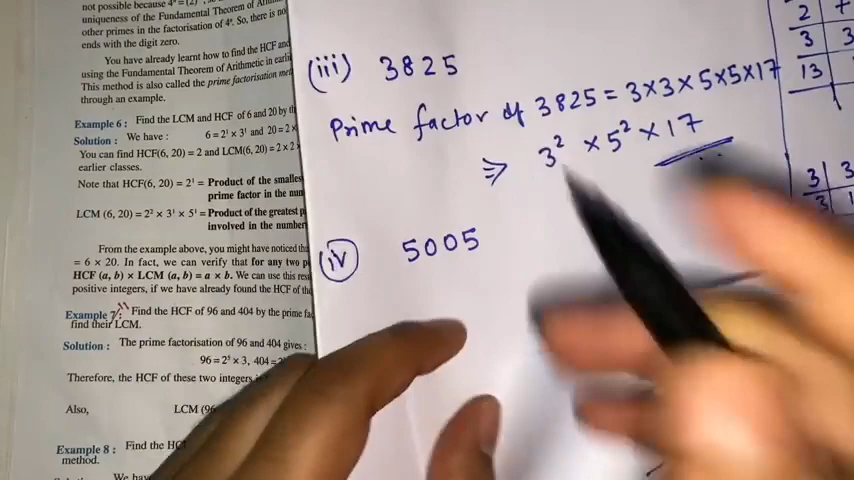 not possible because 4ⁿ = (2)
uniqueness of the Fundamental Theorem of
other primes in the factorisation of 4ⁿ. So, there is no
ends with the digit zero.
You have already learnt how to find the HCF and
using the Fundamental Theorem of Arithmetic in earlie
This method is also called the prime factorisation met
through an example.
Example 6 : Find the LCM and HCF of 6 and 20 by th
Solution : We have : 6 = 2¹ × 3¹ and 20 = 2 ×
You can find HCF(6, 20) = 2 and LCM(6, 20) = 2 × 2 ×
earlier classes.
Note that HCF(6, 20) = 2¹ = Product of the smalles
prime factor in the num
LCM (6, 20) = 2² × 3¹ × 5¹ = Product of the greatest p
involved in the number
From the example above, you might have noticed tha
= 6 × 20. In fact, we can verify that for any two p
HCF (a, b) × LCM (a, b) = a × b. We can use this res
positive integers, if we have already found the HCF of the
Example 7 : Find the HCF of 96 and 404 by the prime fa
find their LCM.
Solution : The prime factorisation of 96 and 404 gives :
96 = 2⁵ × 3, 404 = 2
Therefore, the HCF of these two integers
Also, LCM (96
Example 8 : Find the HC
method.
We hav
(iii) 3825
Prime factor of 3825 = 3×3×5×5×17
⇒ 3² × 5² × 17
(iv) 5005
2
3 3
13
3 3
3 1